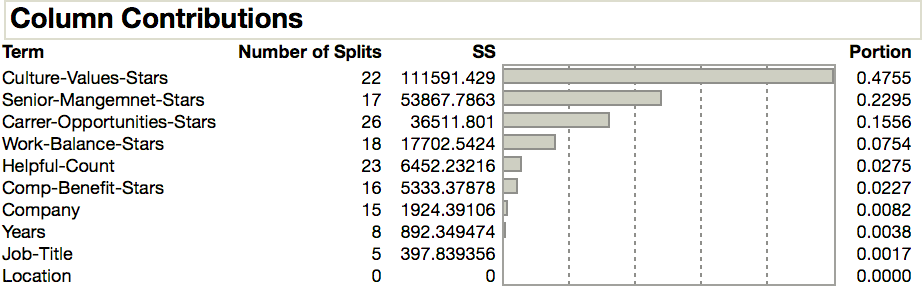 Column Contributions
Term Number of Splits SS Portion
Culture-Values-Stars 22 111591.429 0.4755
Senior-Mangemnet-Stars 17 53867.7863 0.2295
Carrer-Opportunities-Stars 26 36511.801 0.1556
Work-Balance-Stars 18 17702.5424 0.0754
Helpful-Count 23 6452.23216 0.0275
Comp-Benefit-Stars 16 5333.37878 0.0227
Company 15 1924.39106 0.0082
Years 8 892.349474 0.0038
Job-Title 5 397.839356 0.0017
Location 0 0 0.0000